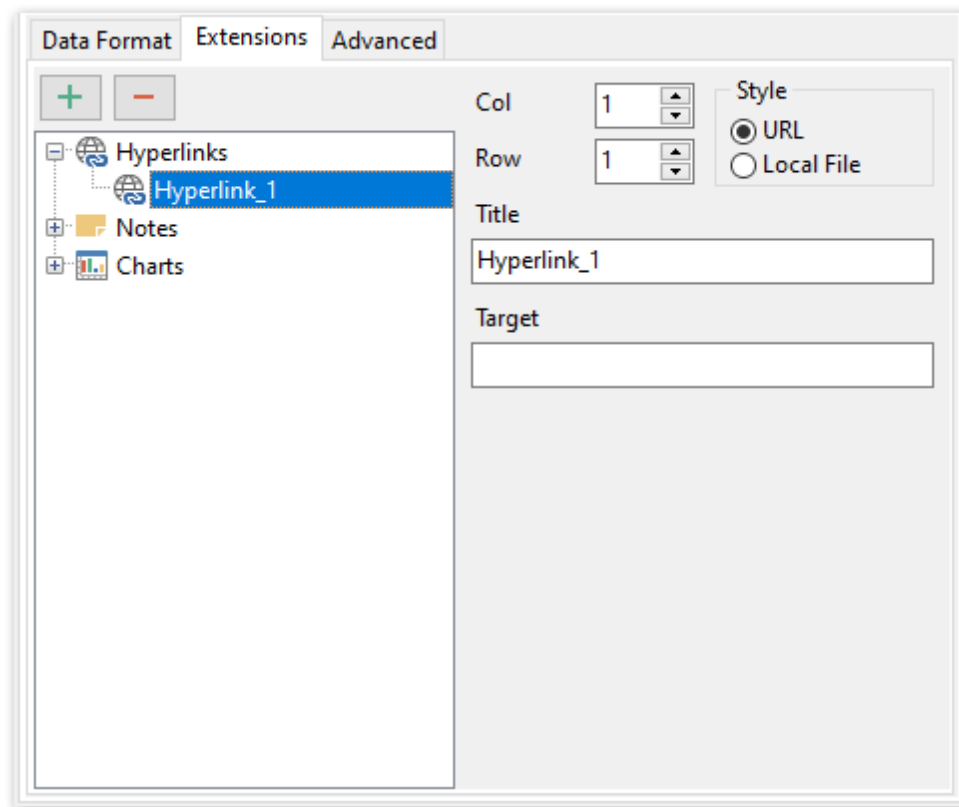 Data Format Extensions Advanced
Col 1
Style
URL
Row 1
Local File
Hyperlinks
Hyperlink_1
Notes
Charts
Title
Hyperlink_1
Target